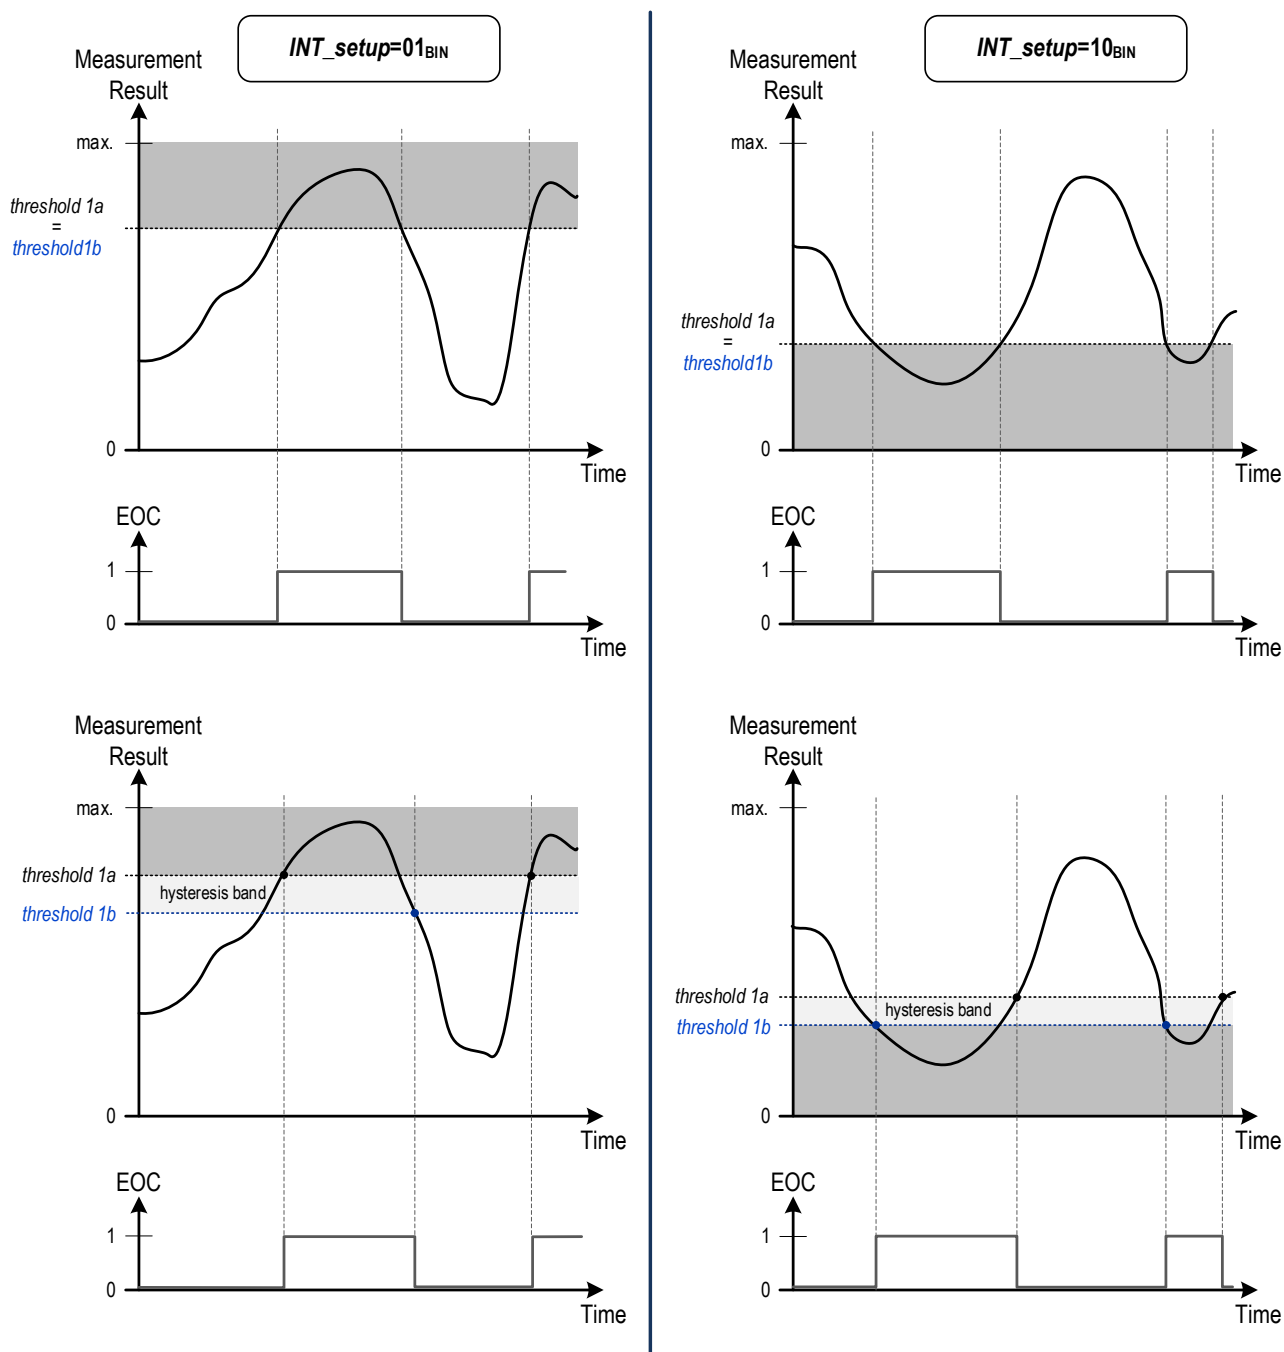 INT_setup=01BIN
Measurement
Result
max.
threshold 1a
=
threshold1b
0
Time
EOC
1
0
Time
INT_setup=10BIN
Measurement
Result
max.
threshold 1a
=
threshold1b
0
Time
EOC
1
0
Time
Measurement
Result
max.
threshold 1a
hysteresis band
threshold 1b
0
Time
EOC
1
0
Time
Measurement
Result
max.
threshold 1a
hysteresis band
threshold 1b
0
Time
EOC
1
0
Time